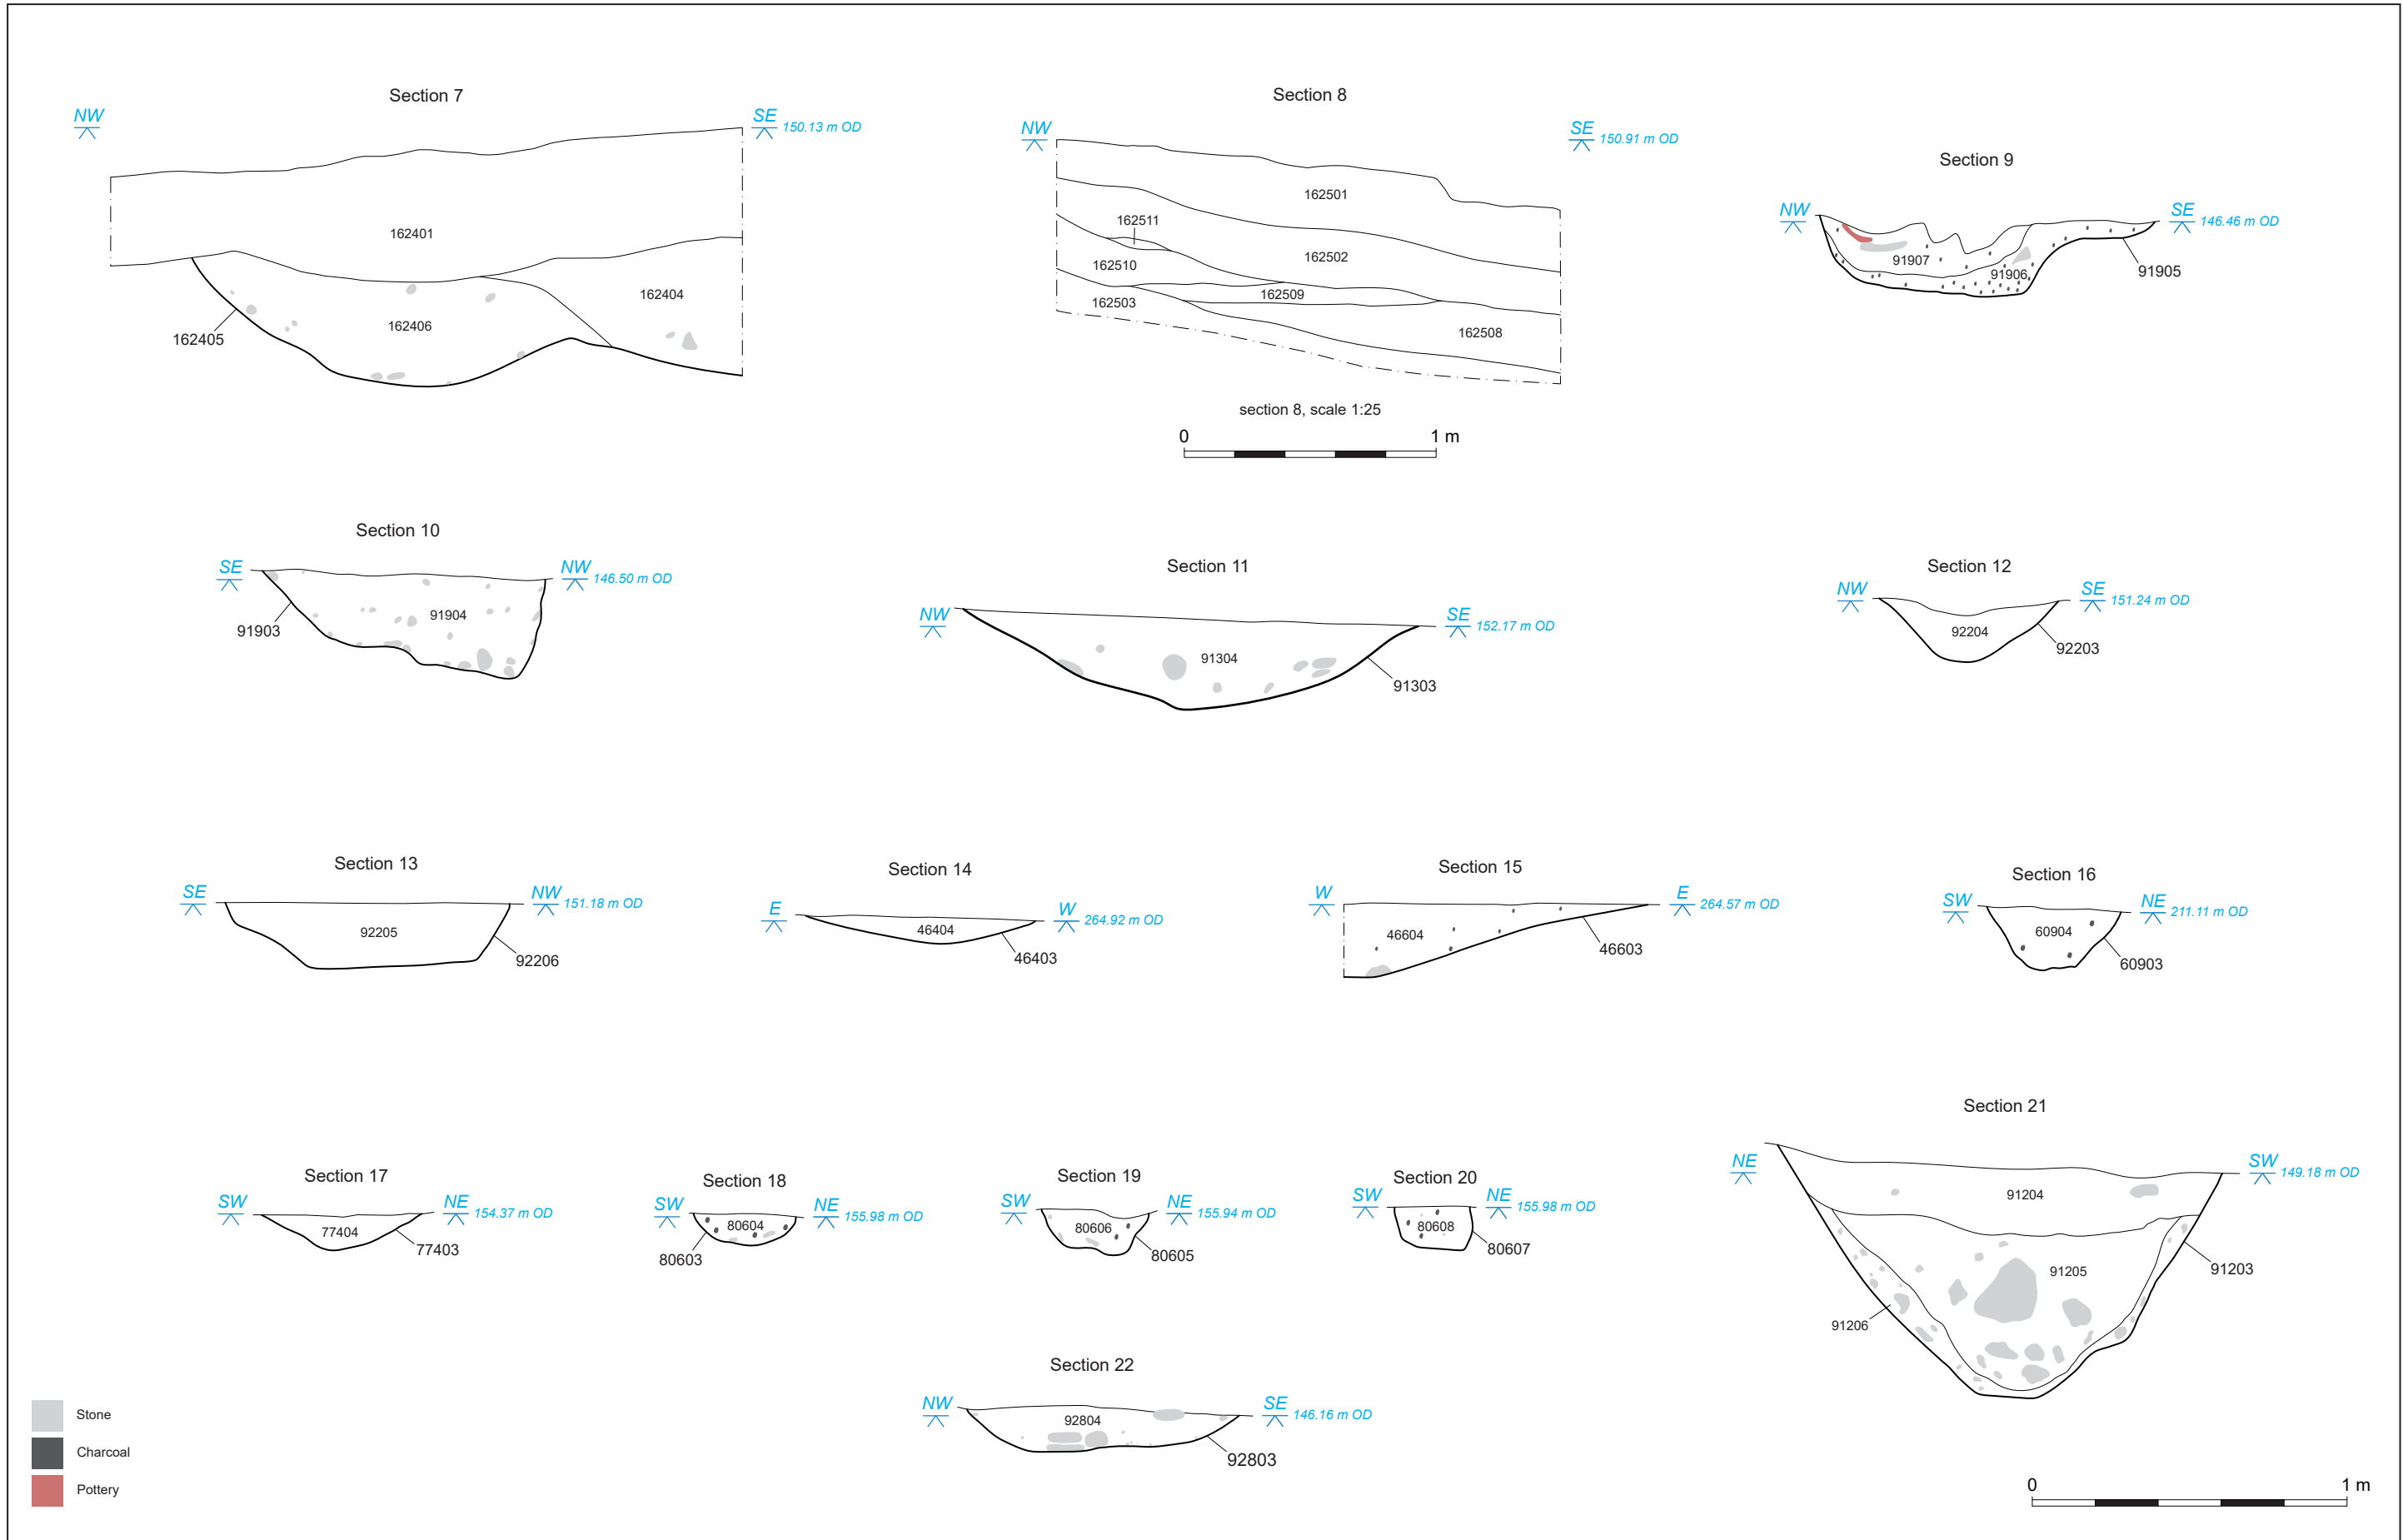 Section 7
NW
SE 150.13 m OD
162401
162404
162406
162405
Section 8
NW
SE 150.91 m OD
162501
162511
162502
162510
162509
162503
162508
section 8, scale 1:25
0 1 m
Section 9
NW
SE 146.46 m OD
91907
91906
91905
Section 10
SE
NW 146.50 m OD
91904
91903
Section 11
NW
SE 152.17 m OD
91304
91303
Section 12
NW
SE 151.24 m OD
92204
92203
Section 13
SE
NW 151.18 m OD
92205
92206
Section 14
E
W 264.92 m OD
46404
46403
Section 15
W
E 264.57 m OD
46604
46603
Section 16
SW
NE 211.11 m OD
60904
60903
Section 17
SW
NE 154.37 m OD
77404
77403
Section 18
SW
NE 155.98 m OD
80604
80603
Section 19
SW
NE 155.94 m OD
80606
80605
Section 20
SW
NE 155.98 m OD
80608
80607
Section 21
NE
SW 149.18 m OD
91204
91205
91203
91206
Section 22
NW
SE 146.16 m OD
92804
92803
Stone
Charcoal
Pottery
0 1 m